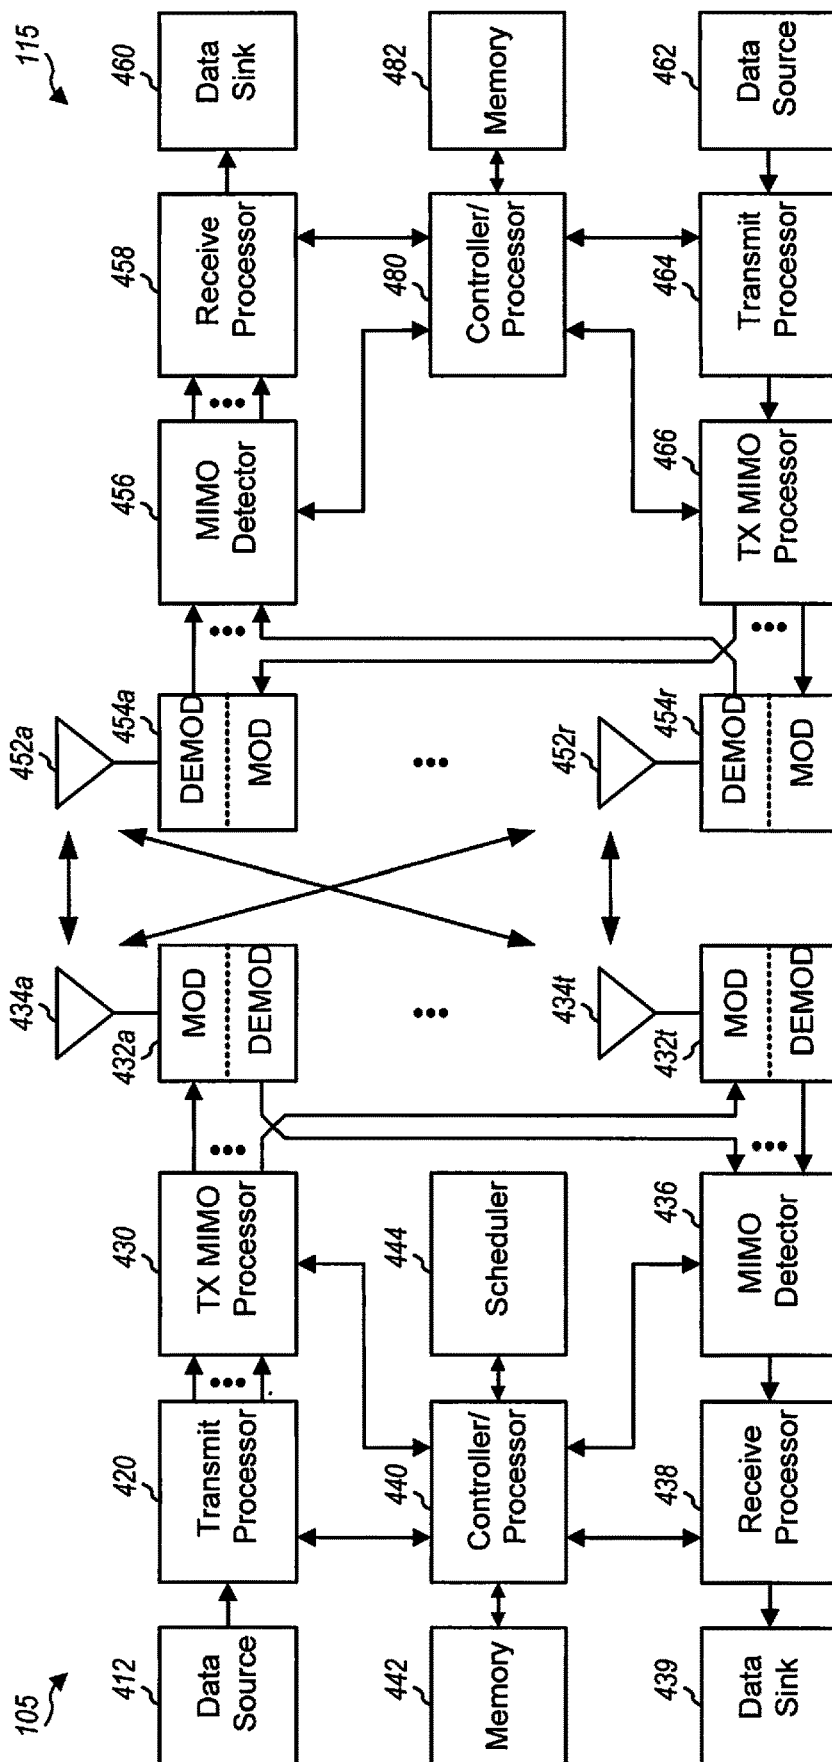 105
115
412
Data
Source
420
Transmit
Processor
430
TX MIMO
Processor
432a
MOD
DEMOD
434a
452a
454a
DEMOD
MOD
456
MIMO
Detector
458
Receive
Processor
460
Data
Sink
442
Memory
440
Controller/
Processor
444
Scheduler
480
Controller/
Processor
482
Memory
439
Data
Sink
438
Receive
Processor
436
MIMO
Detector
432t
MOD
DEMOD
434t
452r
454r
DEMOD
MOD
466
TX MIMO
Processor
464
Transmit
Processor
462
Data
Source